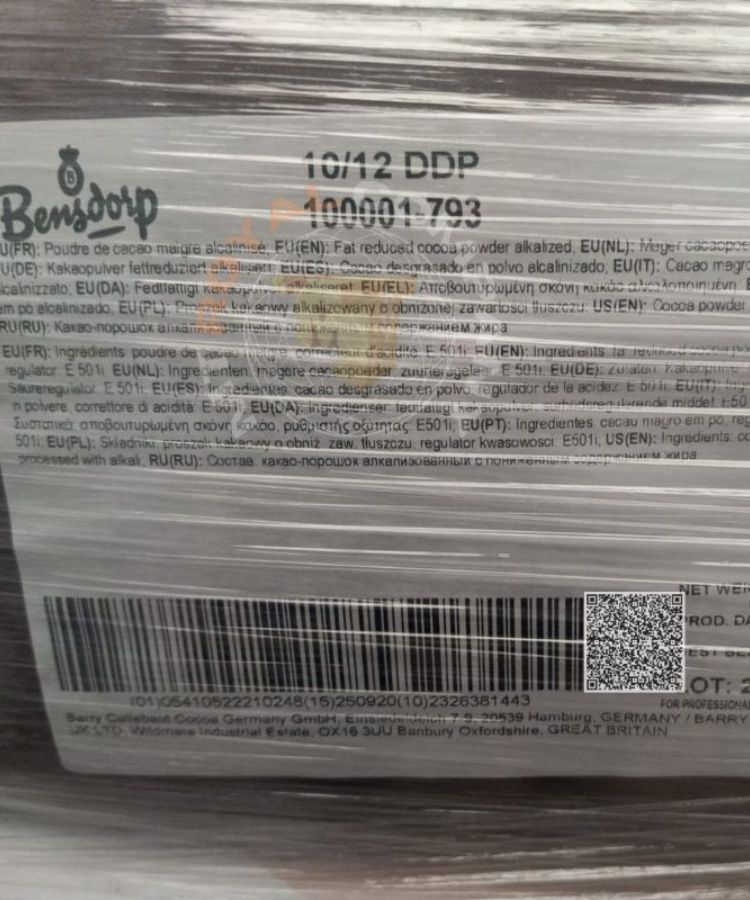 Bensdorp
10/12 DDP
100001-793
U(FR): Poudre de cacao maigre alcalinisé, EU(EN): Fat reduced cocoa powder alkalized, EU(NL): Mager cacaopoe
U(DE): Kakaopulver fettreduziert alkalisiert EU(ES): Cacao desgrasado en polvo alcalinizado, EU(IT): Cacao magro
alcalinizzato, EU(DA): Fedtfattigt kakaopulver alkaliseret, EU(EL): Αποβουτυρωμένη σκόνη κακάο αλκαλοποιημένη, E
em pó alcalinizado, EU(PL): Proszek kakaowy alkalizowany o obniżonej zawartości tłuszczu, US(EN): Cocoa powder
RU(RU): Какао-порошок алкализованный с пониженным содержанием жира
EU(FR): Ingrédients poudre de cacao maigre, correcteur d'acidité. E 501i, EU(EN): Ingredients fat reduced cocoa po
regulator E 501i EU(NL): Ingrediënten, magere cacaopoeder zuurteregelaar E 501i EU(DE): Zutaten Kakaopulve
Säureregulator. E 501i, EU(ES): Ingredientes, cacao desgrasado en polvo, regulador de la acidez. E 501i, EU(IT): Ingr
n polvere, correttore di acidità: E 501i, EU(DA): Ingredienser fedtfattigt kakaopulver, surhedsregulerende middel: E50
Συστατικά: αποβουτυρωμένη σκόνη κακάο, ρυθμιστής οξύτητας: E501i, EU(PT): Ingredientes, cacau magro em pó, reg
501i, EU(PL): Składniki, proszek kakaowy o obniż. zaw. tłuszczu, regulator kwasowości. E501i, US(EN): Ingredients: co
processed with alkali, RU(RU): Состав, какао-порошок алкализованный с пониженным содержанием жира
NET WEI
PROD. DA
EST BE
LOT: 2
(01)05410522210248(15)250920(10)2326381443
FOR PROFESSIONAL
Barry Callebaut Cocoa Germany GmbH, 7-9, 20539 Hamburg, GERMANY / BARRY
UK LTD, Wildmere Industrial Estate, OX16 3UU Banbury Oxfordshire, GREAT BRITAIN